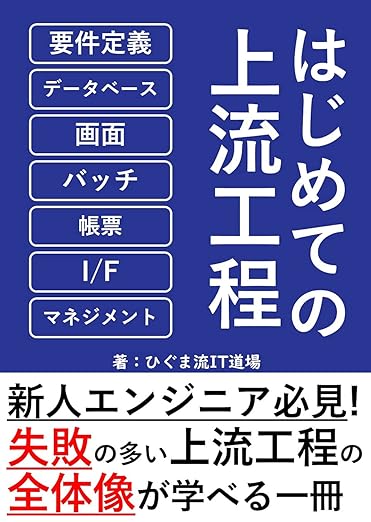 はじめての
上流工程
要件定義
データベース
画面
バッチ
帳票
I/F
マネジメント
著：ひぐま流IT道場
新人エンジニア必見!
失敗の多い上流工程の
全体像が学べる一冊